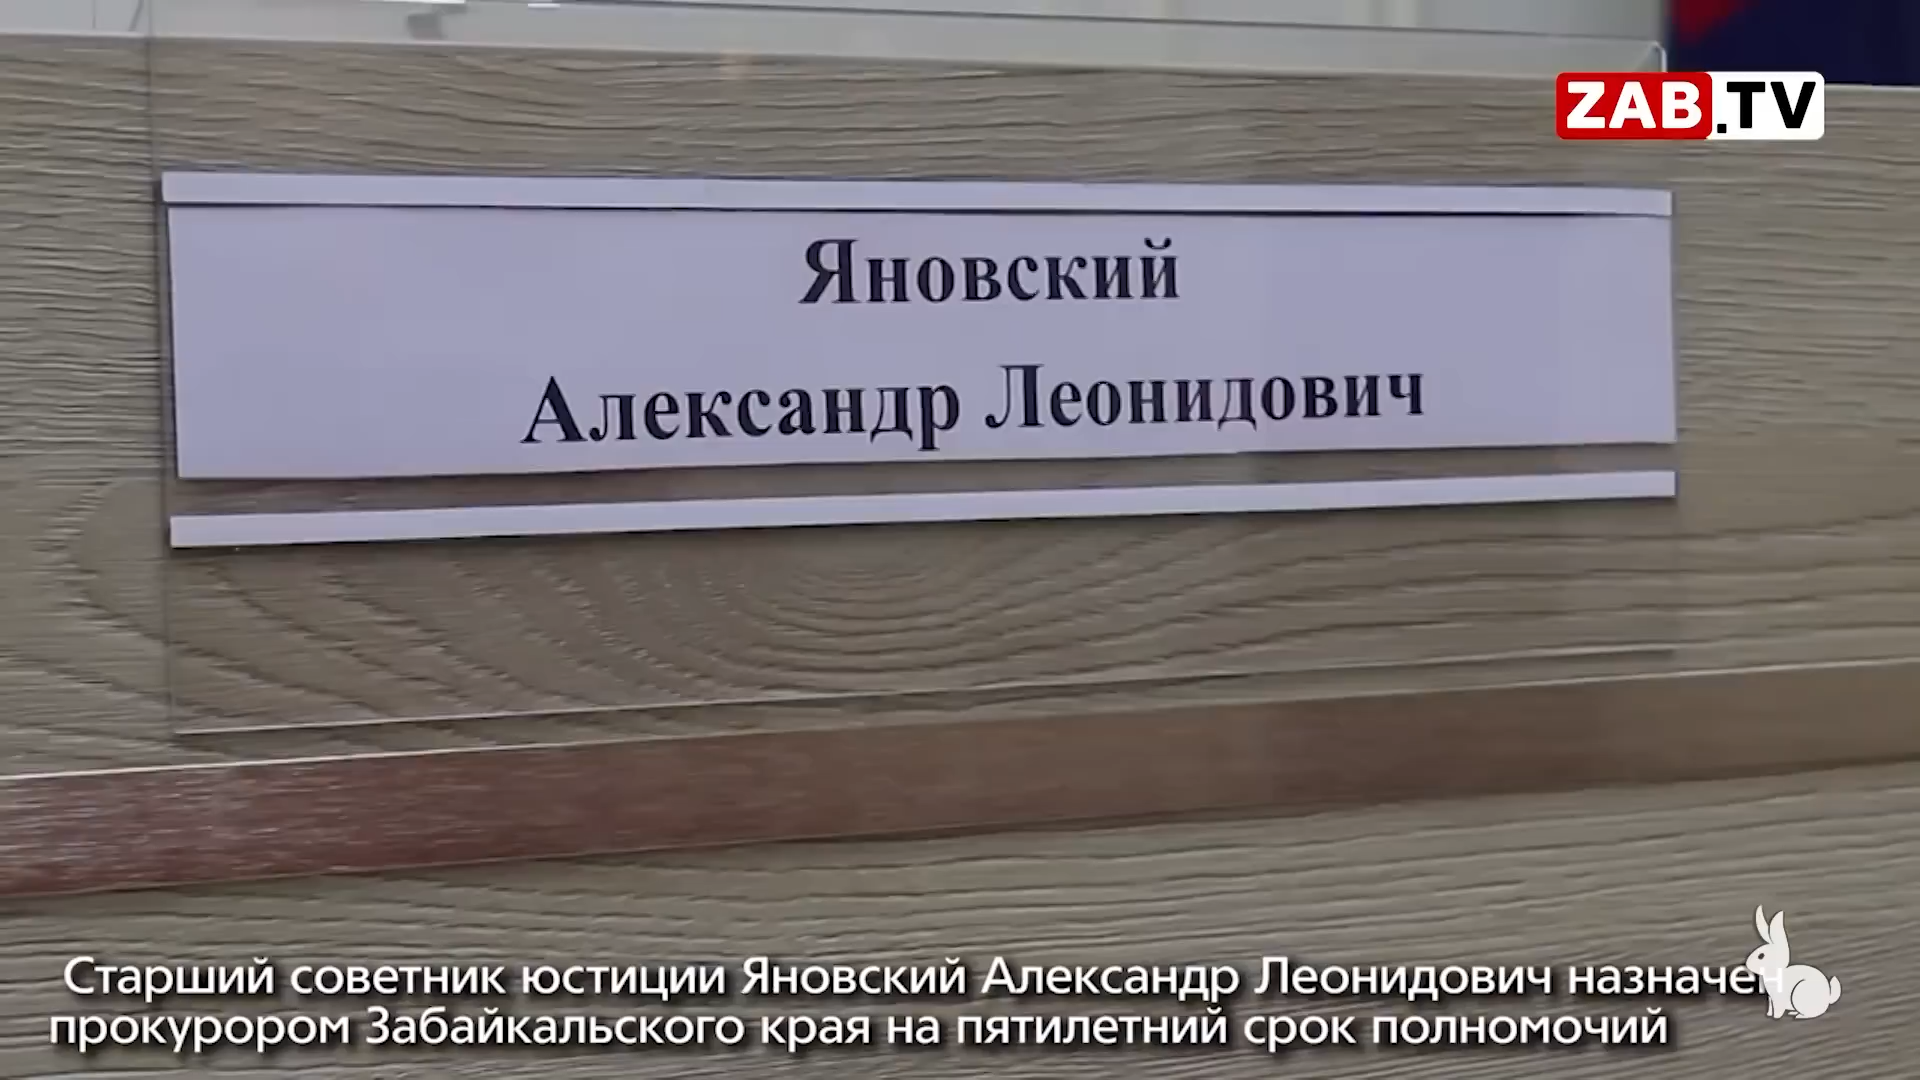 ZAB.TV
Яновский
Александр Леонидович
Старший советник юстиции Яновский Александр Леонидович назначен
прокурором Забайкальского края на пятилетний срок полномочий